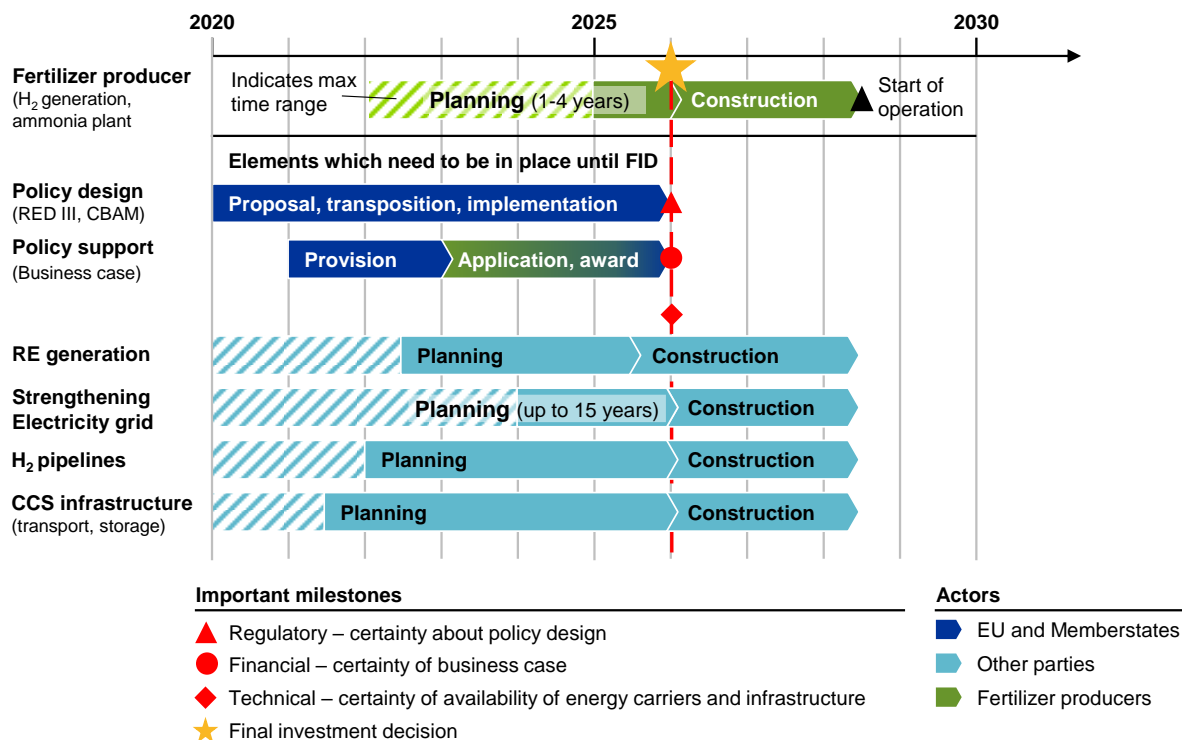 2020 2025 2030
Fertilizer producer
(H₂ generation,
ammonia plant
Indicates max
time range
Planning (1-4 years)
Construction
Start of
operation
Elements which need to be in place until FID
Policy design
(RED III, CBAM)
Proposal, transposition, implementation
Policy support
(Business case)
Provision
Application, award
RE generation
Planning
Construction
Strengthening
Electricity grid
Planning (up to 15 years)
Construction
H₂ pipelines
Planning
Construction
CCS infrastructure
(transport, storage)
Planning
Construction
Important milestones
Regulatory – certainty about policy design
Financial – certainty of business case
Technical – certainty of availability of energy carriers and infrastructure
Final investment decision
Actors
EU and Memberstates
Other parties
Fertilizer producers